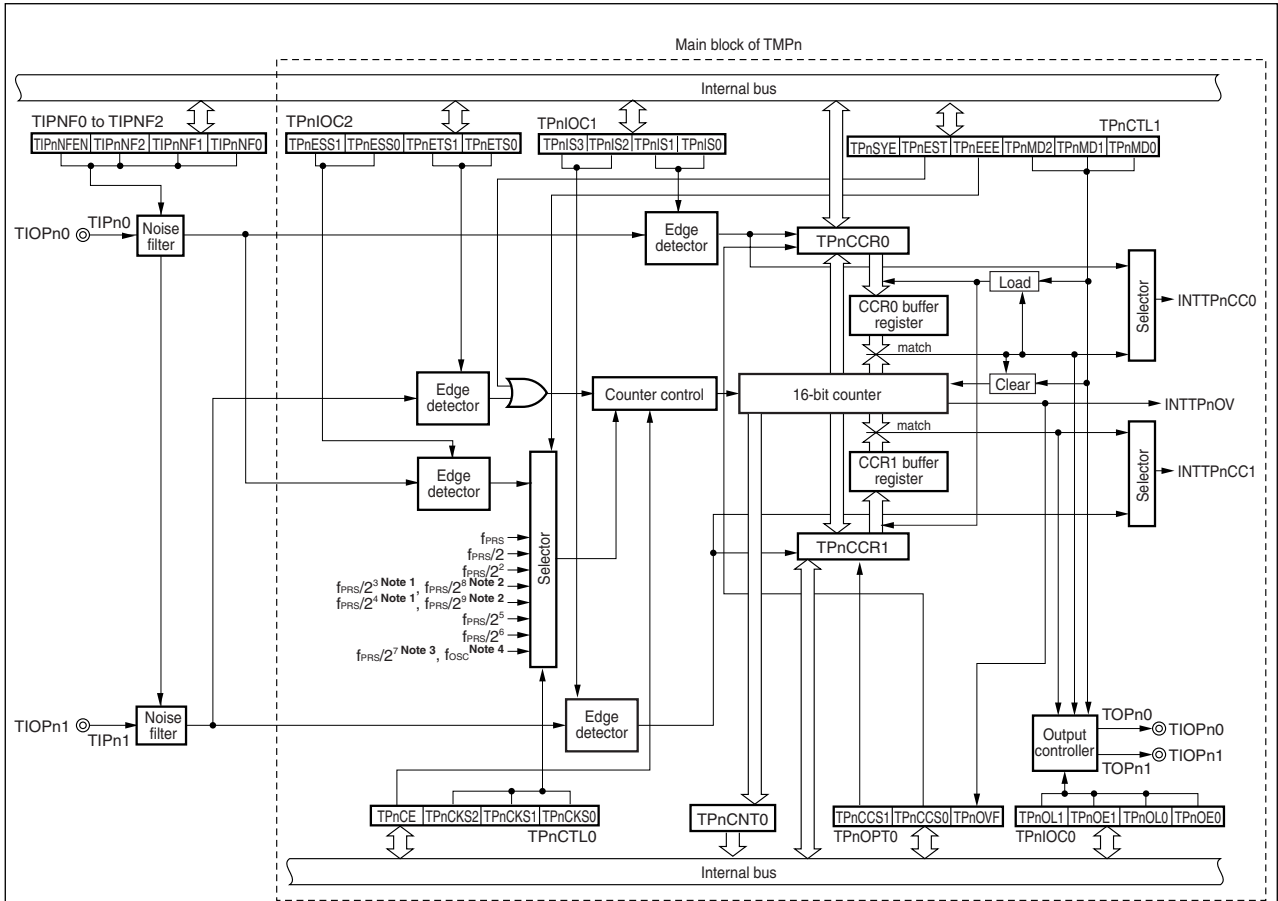 Main block of TMPn
Internal bus
TIPNF0 to TIPNF2
TIPnNFEN TIPnNF2 TIPnNF1 TIPnNF0
TPnIOC2
TPnESS1 TPnESS0 TPnETS1 TPnETS0
TPnIOC1
TPnIS3 TPnIS2 TPnIS1 TPnIS0
TPnCTL1
TPnSYE TPnEST TPnEEE TPnMD2 TPnMD1 TPnMD0
TIOPn0
TIPn0
Noise
filter
Edge
detector
TPnCCR0
Load
CCR0 buffer
register
match
Selector
INTTPnCC0
Clear
Edge
detector
Counter control
16-bit counter
INTTPnOV
match
Edge
detector
CCR1 buffer
register
Selector
INTTPnCC1
TPnCCR1
Selector
fPRS
fPRS/2
fPRS/2²
fPRS/2³ Note 1, fPRS/2⁸ Note 2
fPRS/2⁴ Note 1, fPRS/2⁹ Note 2
fPRS/2⁵
fPRS/2⁶
fPRS/2⁷ Note 3, fOSC Note 4
TIOPn1
TIPn1
Noise
filter
Edge
detector
Output
controller
TOPn0
TIOPn0
TOPn1
TIOPn1
TPnCE TPnCKS2 TPnCKS1 TPnCKS0
TPnCTL0
TPnCNT0
TPnCCS1 TPnCCS0 TPnOVF
TPnOPT0
TPnOL1 TPnOE1 TPnOL0 TPnOE0
TPnIOC0
Internal bus